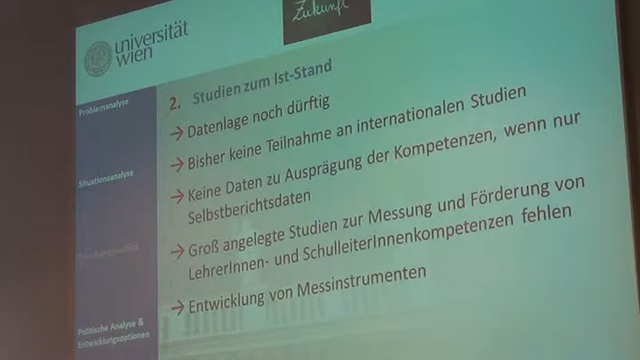 universität
wien
Zukunft
Problemanalyse
Situationsanalyse
Politische Analyse &
Entwicklungsoptionen
2. Studien zum Ist-Stand
→ Datenlage noch dürftig
→ Bisher keine Teilnahme an internationalen Studien
→ Keine Daten zu Ausprägung der Kompetenzen, wenn nur
Selbstberichtsdaten
→ Groß angelegte Studien zur Messung und Förderung von
LehrerInnen- und SchulleiterInnenkompetenzen fehlen
→ Entwicklung von Messinstrumenten